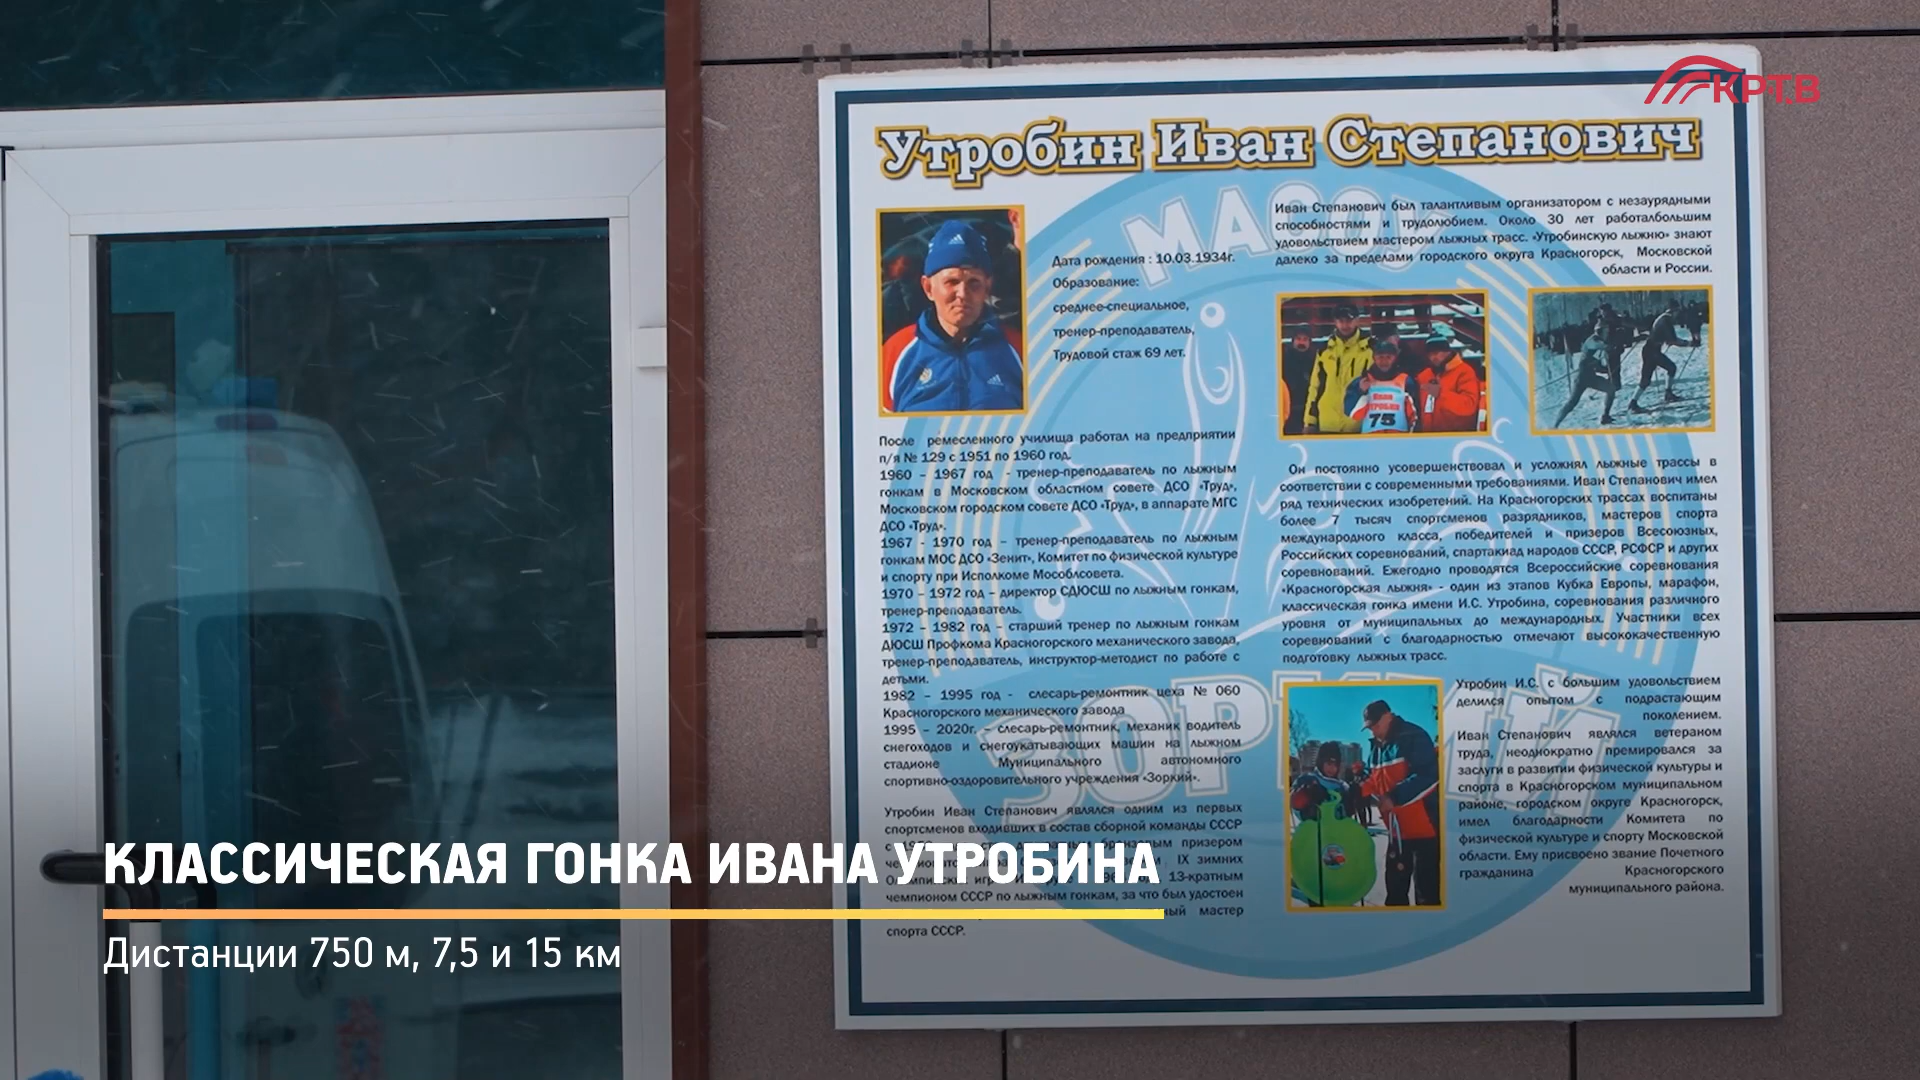 КРТВ
Утробин Иван Степанович
Дата рождения : 10.03.1934г.
Образование:
среднее-специальное,
тренер-преподаватель,
Трудовой стаж 69 лет.
После ремесленного училища работал на предприятии
п/я № 129 с 1951 по 1960 год.
1960 – 1967 год - тренер-преподаватель по лыжным
гонкам в Московском областном совете ДСО «Труд»,
Московском городском совете ДСО «Труд», в аппарате МГС
ДСО «Труд».
1967 - 1970 год – тренер-преподаватель по лыжным
гонкам МОС ДСО «Зенит», Комитет по физической культуре
и спорту при Исполкоме Мособлсовета.
1970 – 1972 год – директор СДЮСШ по лыжным гонкам,
тренер-преподаватель.
1972 – 1982 год – старший тренер по лыжным гонкам
ДЮСШ Профкома Красногорского механического завода,
тренер-преподаватель, инструктор-методист по работе с
детьми.
1982 – 1995 год - слесарь-ремонтник цеха № 060
Красногорского механического завода
1995 – 2020г. - слесарь-ремонтник, механик водитель
снегоходов и снегоукатывающих машин на лыжном
стадионе Муниципального автономного
спортивно-оздоровительного учреждения «Зоркий».
Утробин Иван Степанович являлся одним из первых
спортсменов входивших в состав сборной команды СССР
призером
IX зимних
13-кратным
чемпионом СССР по лыжным гонкам, за что был удостоен
мастер
спорта СССР.
Иван Степанович был талантливым организатором с незаурядными
способностями и трудолюбием. Около 30 лет работалбольшим
удовольствием мастером лыжных трасс. «Утробинскую лыжню» знают
далеко за пределами городского округа Красногорск, Московской
области и России.
Иван
УТРОБИН
75
Он постоянно усовершенствовал и усложнял лыжные трассы в
соответствии с современными требованиями. Иван Степанович имел
ряд технических изобретений. На Красногорских трассах воспитаны
более 7 тысяч спортсменов разрядников, мастеров спорта
международного класса, победителей и призеров Всесоюзных,
Российских соревнований, спартакиад народов СССР, РСФСР и других
соревнований. Ежегодно проводятся Всероссийские соревнования
«Красногорская лыжня» - один из этапов Кубка Европы, марафон,
классическая гонка имени И.С. Утробина, соревнования различного
уровня от муниципальных до международных. Участники всех
соревнований с благодарностью отмечают высококачественную
подготовку лыжных трасс.
Утробин И.С. с большим удовольствием
делился опытом с подрастающим
поколением.
Иван Степанович являлся ветераном
труда, неоднократно премировался за
заслуги в развитии физической культуры и
спорта в Красногорском муниципальном
районе, городском округе Красногорск,
имел благодарности Комитета по
физической культуре и спорту Московской
области. Ему присвоено звание Почетного
гражданина Красногорского
муниципального района.
МАСОУ
ЗОРКИЙ
КЛАССИЧЕСКАЯ ГОНКА ИВАНА УТРОБИНА
Дистанции 750 м, 7,5 и 15 км